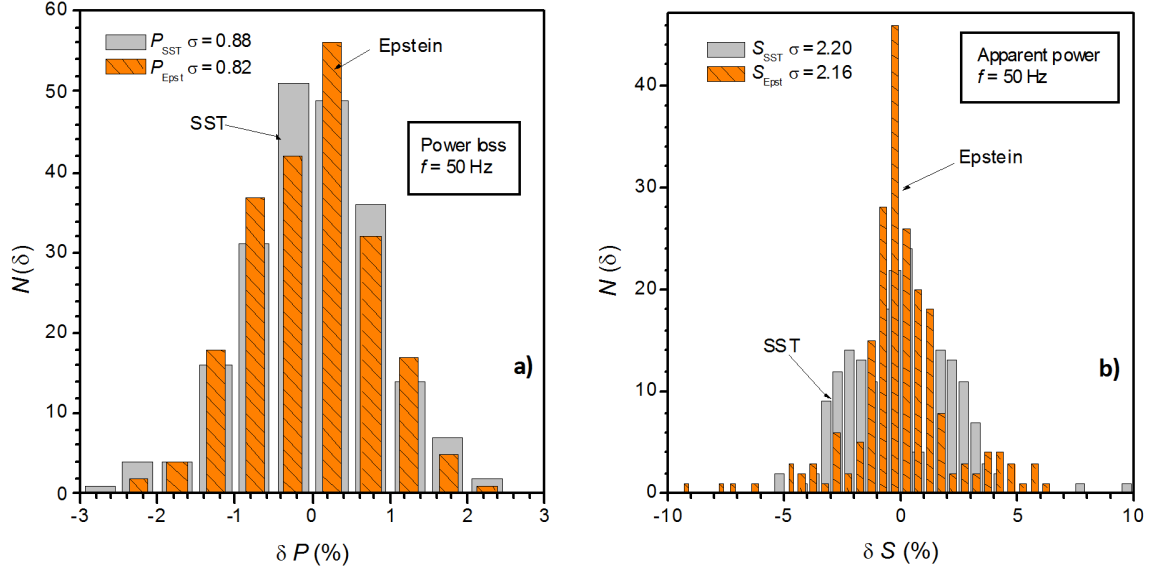 60
50
40
30
20
10
0
N(δ)
P_SST σ = 0.88
P_Epst σ = 0.82
Epstein
SST
Power loss
f = 50 Hz
a)
-3 -2 -1 0 1 2 3
δ P (%)
40
30
20
10
0
N (δ)
S_SST σ = 2.20
S_Epst σ = 2.16
Apparent power
f = 50 Hz
Epstein
SST
b)
-10 -5 0 5 10
δ S (%)